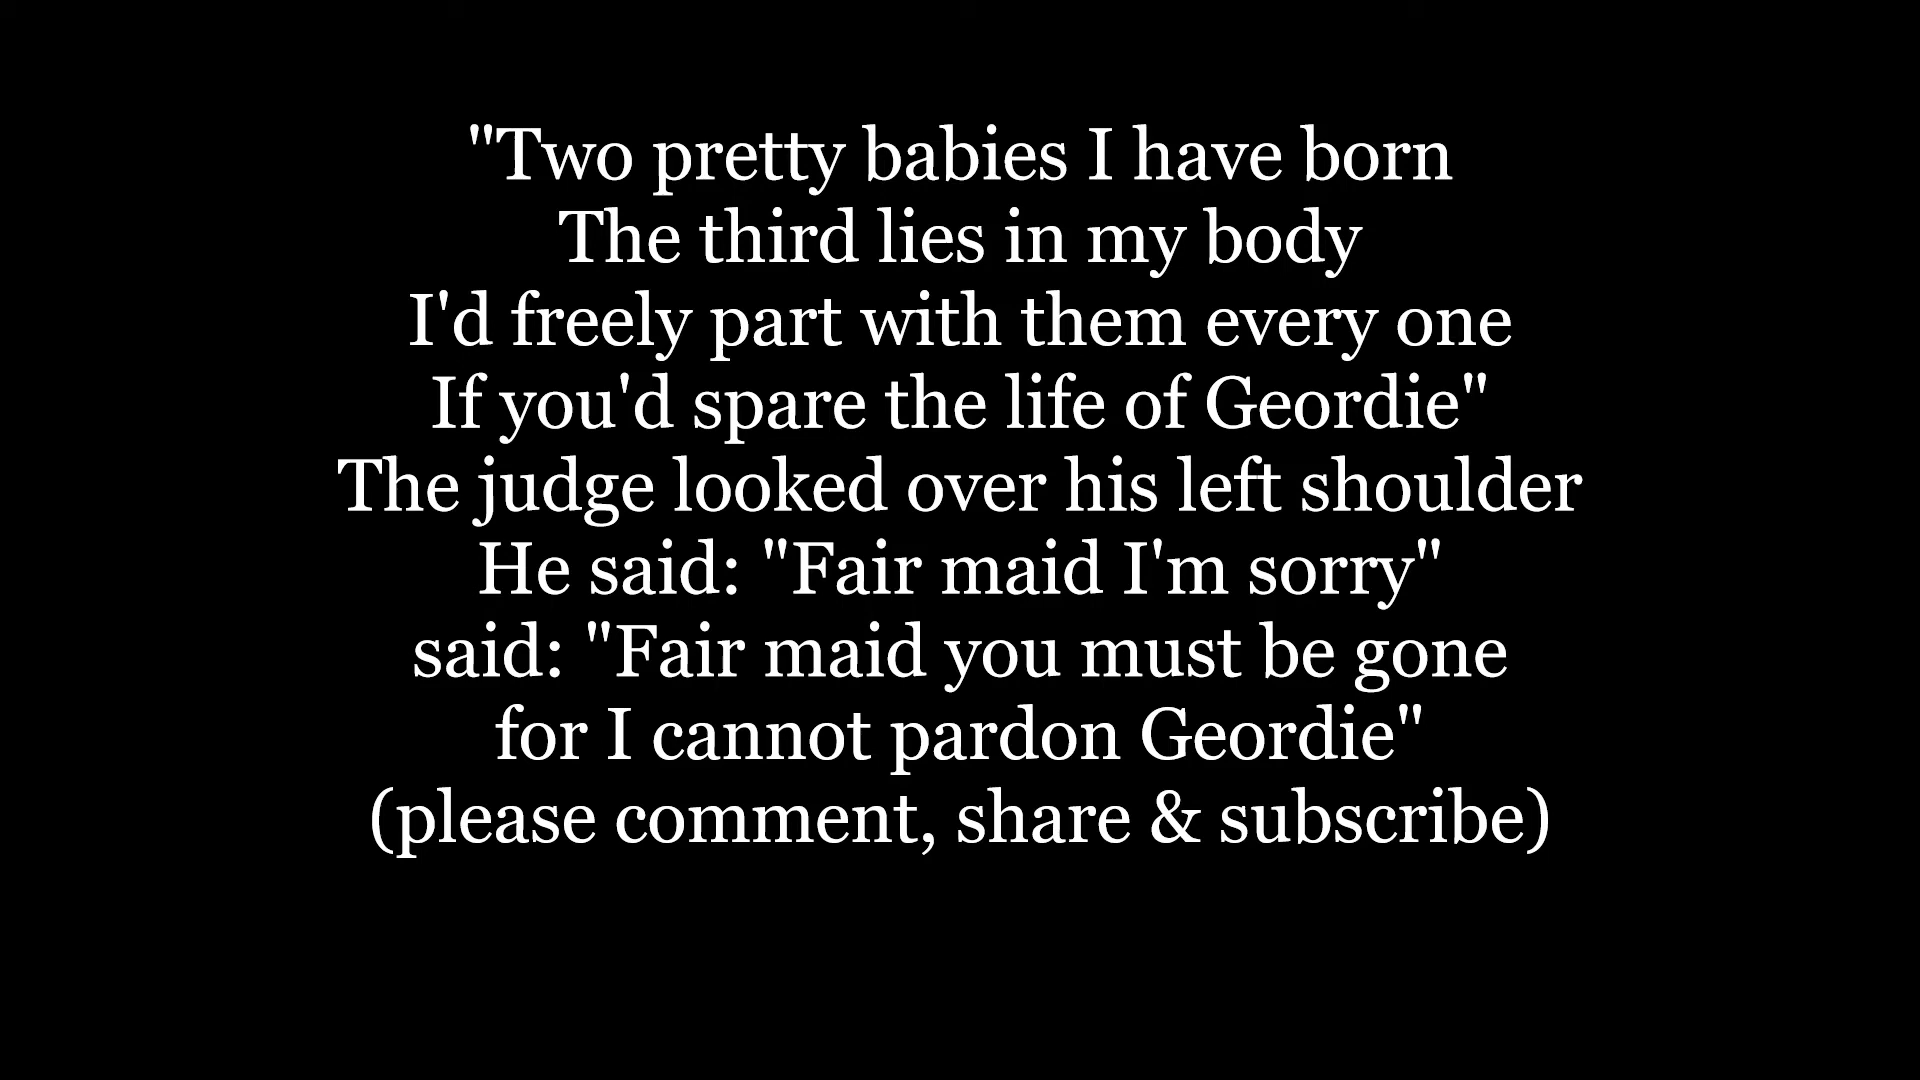 "Two pretty babies I have born
The third lies in my body
I'd freely part with them every one
If you'd spare the life of Geordie"
The judge looked over his left shoulder
He said: "Fair maid I'm sorry"
said: "Fair maid you must be gone
for I cannot pardon Geordie"
(please comment, share & subscribe)